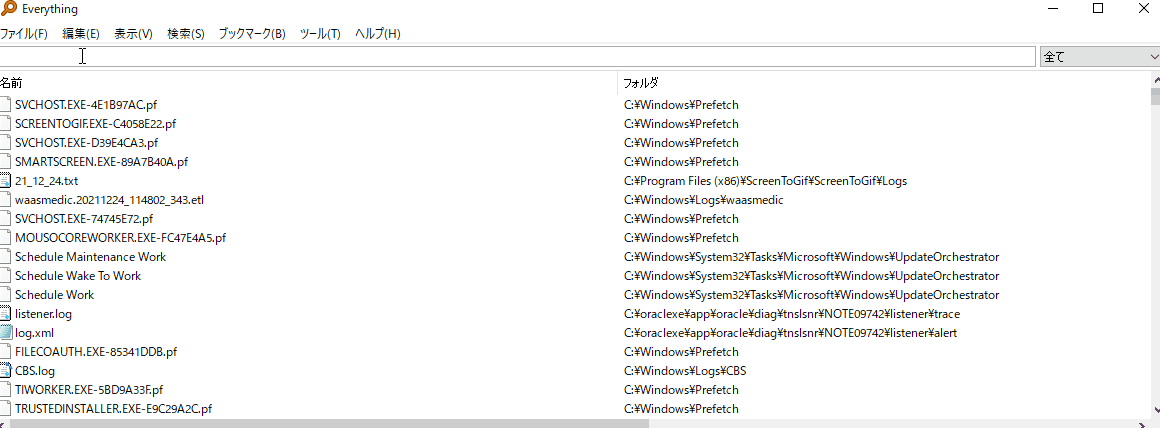 Everything
ファイル(F) 編集(E) 表示(V) 検索(S) ブックマーク(B) ツール(T) ヘルプ(H)
全て
名前 フォルダ
SVCHOST.EXE-4E1B97AC.pf C:¥Windows¥Prefetch
SCREENTOGIF.EXE-C4058E22.pf C:¥Windows¥Prefetch
SVCHOST.EXE-D39E4CA3.pf C:¥Windows¥Prefetch
SMARTSCREEN.EXE-89A7B40A.pf C:¥Windows¥Prefetch
21_12_24.txt C:¥Program Files (x86)¥ScreenToGif¥ScreenToGif¥Logs
waasmedic.20211224_114802_343.etl C:¥Windows¥Logs¥waasmedic
SVCHOST.EXE-74745E72.pf C:¥Windows¥Prefetch
MOUSOCOREWORKER.EXE-FC47E4A5.pf C:¥Windows¥Prefetch
Schedule Maintenance Work C:¥Windows¥System32¥Tasks¥Microsoft¥Windows¥UpdateOrchestrator
Schedule Wake To Work C:¥Windows¥System32¥Tasks¥Microsoft¥Windows¥UpdateOrchestrator
Schedule Work C:¥Windows¥System32¥Tasks¥Microsoft¥Windows¥UpdateOrchestrator
listener.log C:¥oraclexe¥app¥oracle¥diag¥tnslsnr¥NOTE09742¥listener¥trace
log.xml C:¥oraclexe¥app¥oracle¥diag¥tnslsnr¥NOTE09742¥listener¥alert
FILECOAUTH.EXE-85341DDB.pf C:¥Windows¥Prefetch
CBS.log C:¥Windows¥Logs¥CBS
TIWORKER.EXE-5BD9A33F.pf C:¥Windows¥Prefetch
TRUSTEDINSTALLER.EXE-E9C29A2C.pf C:¥Windows¥Prefetch